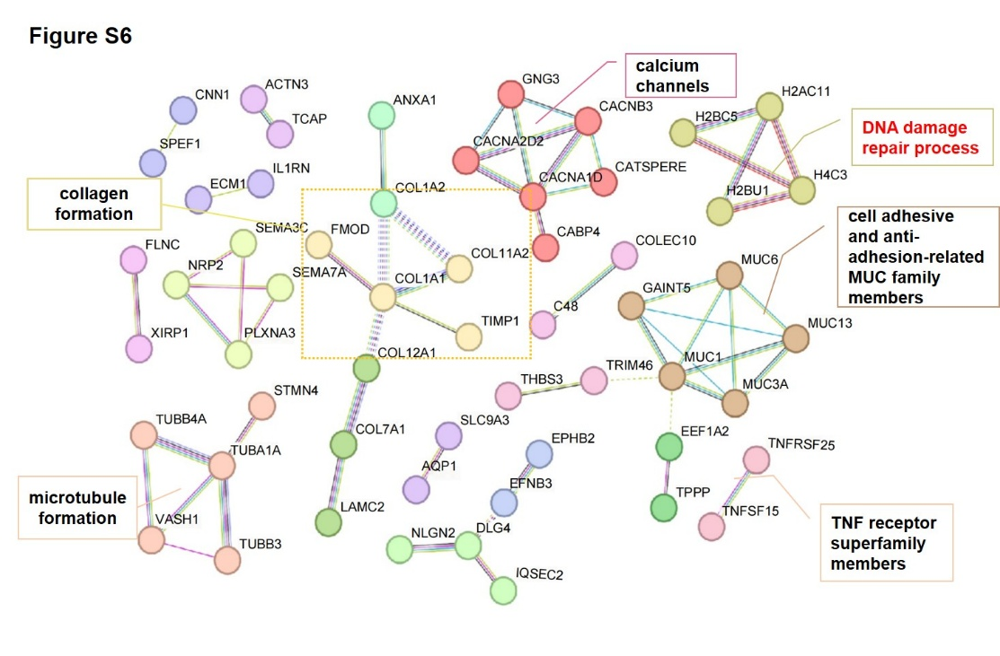 Figure S6
calcium
channels
GNG3
ACTN3
CNN1
ANXA1
CACNB3
H2AC11
H2BC5
TCAP
DNA damage
repair process
SPEF1
CACNA2D2
IL1RN
ECM1
CACNA1D
CATSPERE
H4C3
COL1A2
H2BU1
collagen
formation
cell adhesive
and anti-
adhesion-related
MUC family
members
SEMA3C
FMOD
CABP4
COLEC10
FLNC
COL11A2
MUC6
NRP2
SEMA7A
COL1A1
GAINT5
C48
TIMP1
MUC13
XIRP1
PLXNA3
COL12A1
MUC1
TRIM46
THBS3
MUC3A
STMN4
TUBB4A
SLC9A3
COL7A1
EEF1A2
EPHB2
TNFRSF25
TUBA1A
AQP1
EFNB3
microtubule
formation
TPPP
LAMC2
TNFSF15
VASH1
TNF receptor
superfamily
members
NLGN2
DLG4
TUBB3
IQSEC2